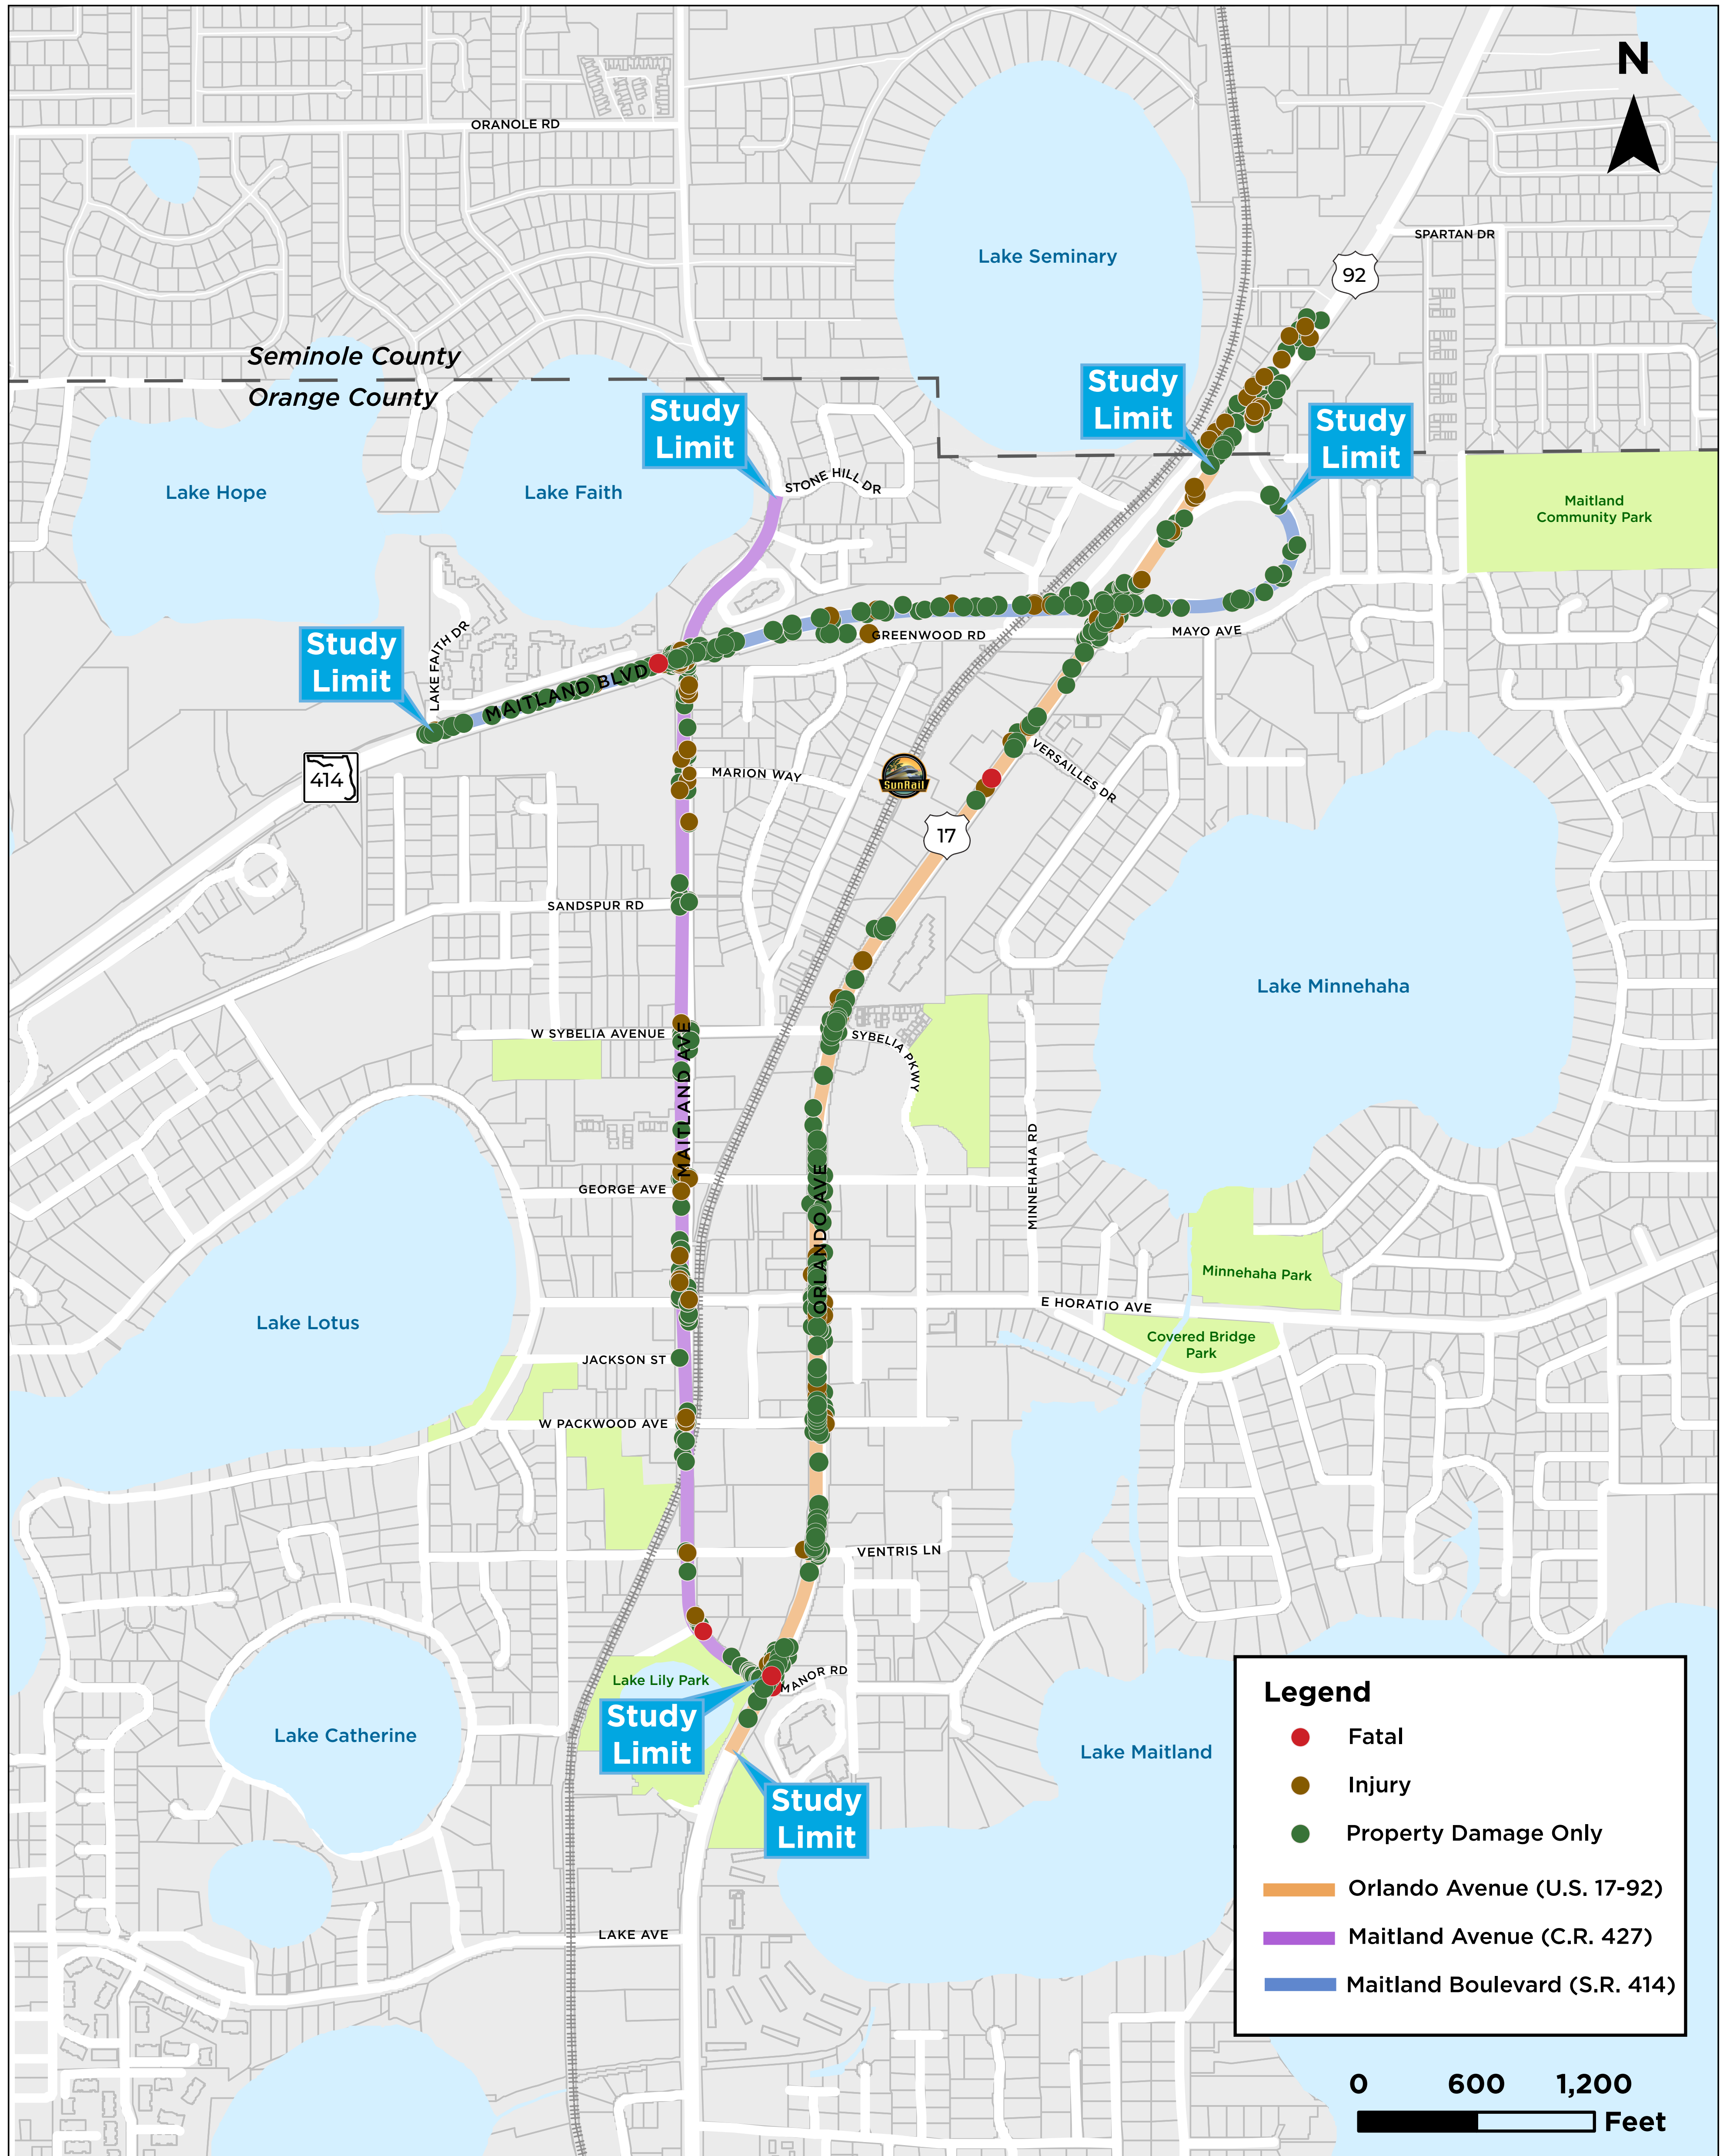 N
ORANOLE RD
SPARTAN DR
Lake Seminary
92
Seminole County
Orange County
Study
Limit
Study
Limit
Study
Limit
Lake Hope
Lake Faith
STONE HILL DR
Maitland
Community Park
LAKE FAITH DR
Study
Limit
GREENWOOD RD
MAYO AVE
MAITLAND BLVD
414
MARION WAY
SunRail
VERSAILLES DR
17
SANDSPUR RD
Lake Minnehaha
W SYBELIA AVENUE
MAITLAND AVE
SYBELIA PKWY
MINNEHAHA RD
GEORGE AVE
ORLANDO AVE
Minnehaha Park
E HORATIO AVE
Lake Lotus
Covered Bridge
Park
JACKSON ST
W PACKWOOD AVE
VENTRIS LN
Lake Lily Park
MANOR RD
Study
Limit
Lake Catherine
Lake Maitland
Study
Limit
LAKE AVE
Legend
Fatal
Injury
Property Damage Only
Orlando Avenue (U.S. 17-92)
Maitland Avenue (C.R. 427)
Maitland Boulevard (S.R. 414)
0 600 1,200
Feet